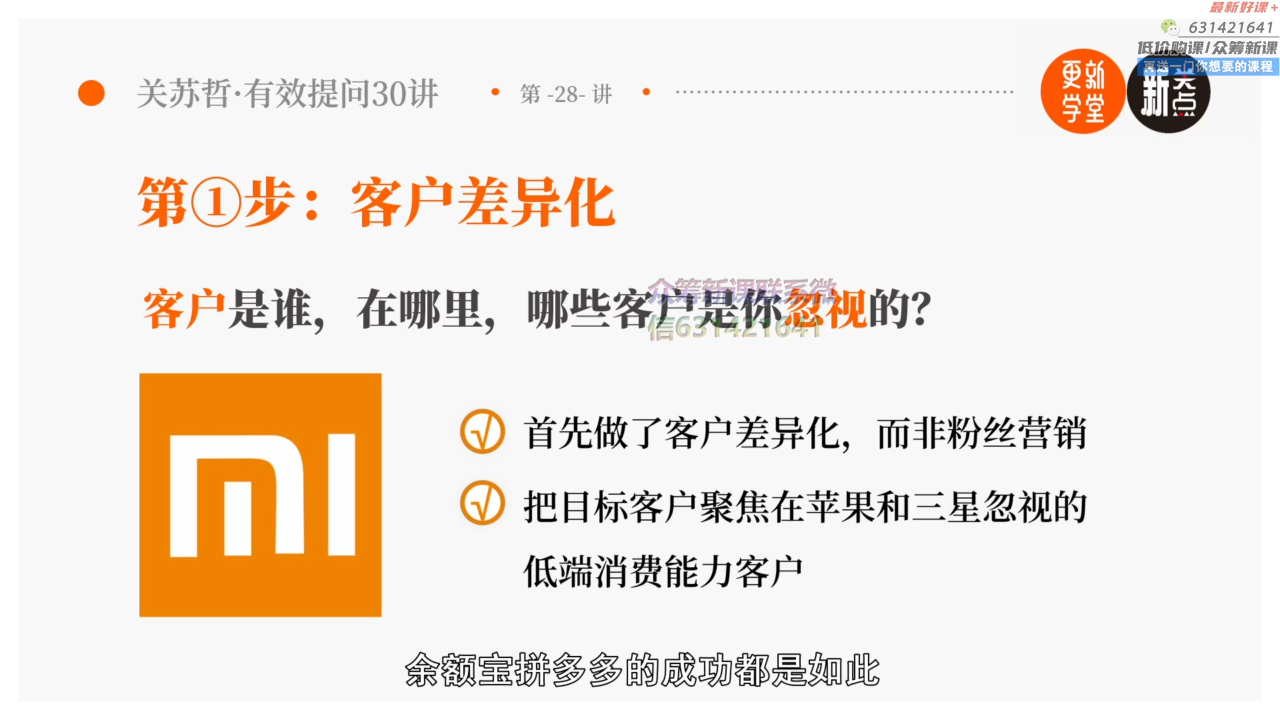 最新好课+
631421641
低价购课/众筹新课
再送一门你想要的课程
关苏哲·有效提问30讲
第 -28- 讲
更新学堂
新关点
第①步：客户差异化
客户是谁，在哪里，哪些客户是你忽视的？
众筹新课联系微
信631421641
mi
首先做了客户差异化，而非粉丝营销
把目标客户聚焦在苹果和三星忽视的
低端消费能力客户
余额宝拼多多的成功都是如此